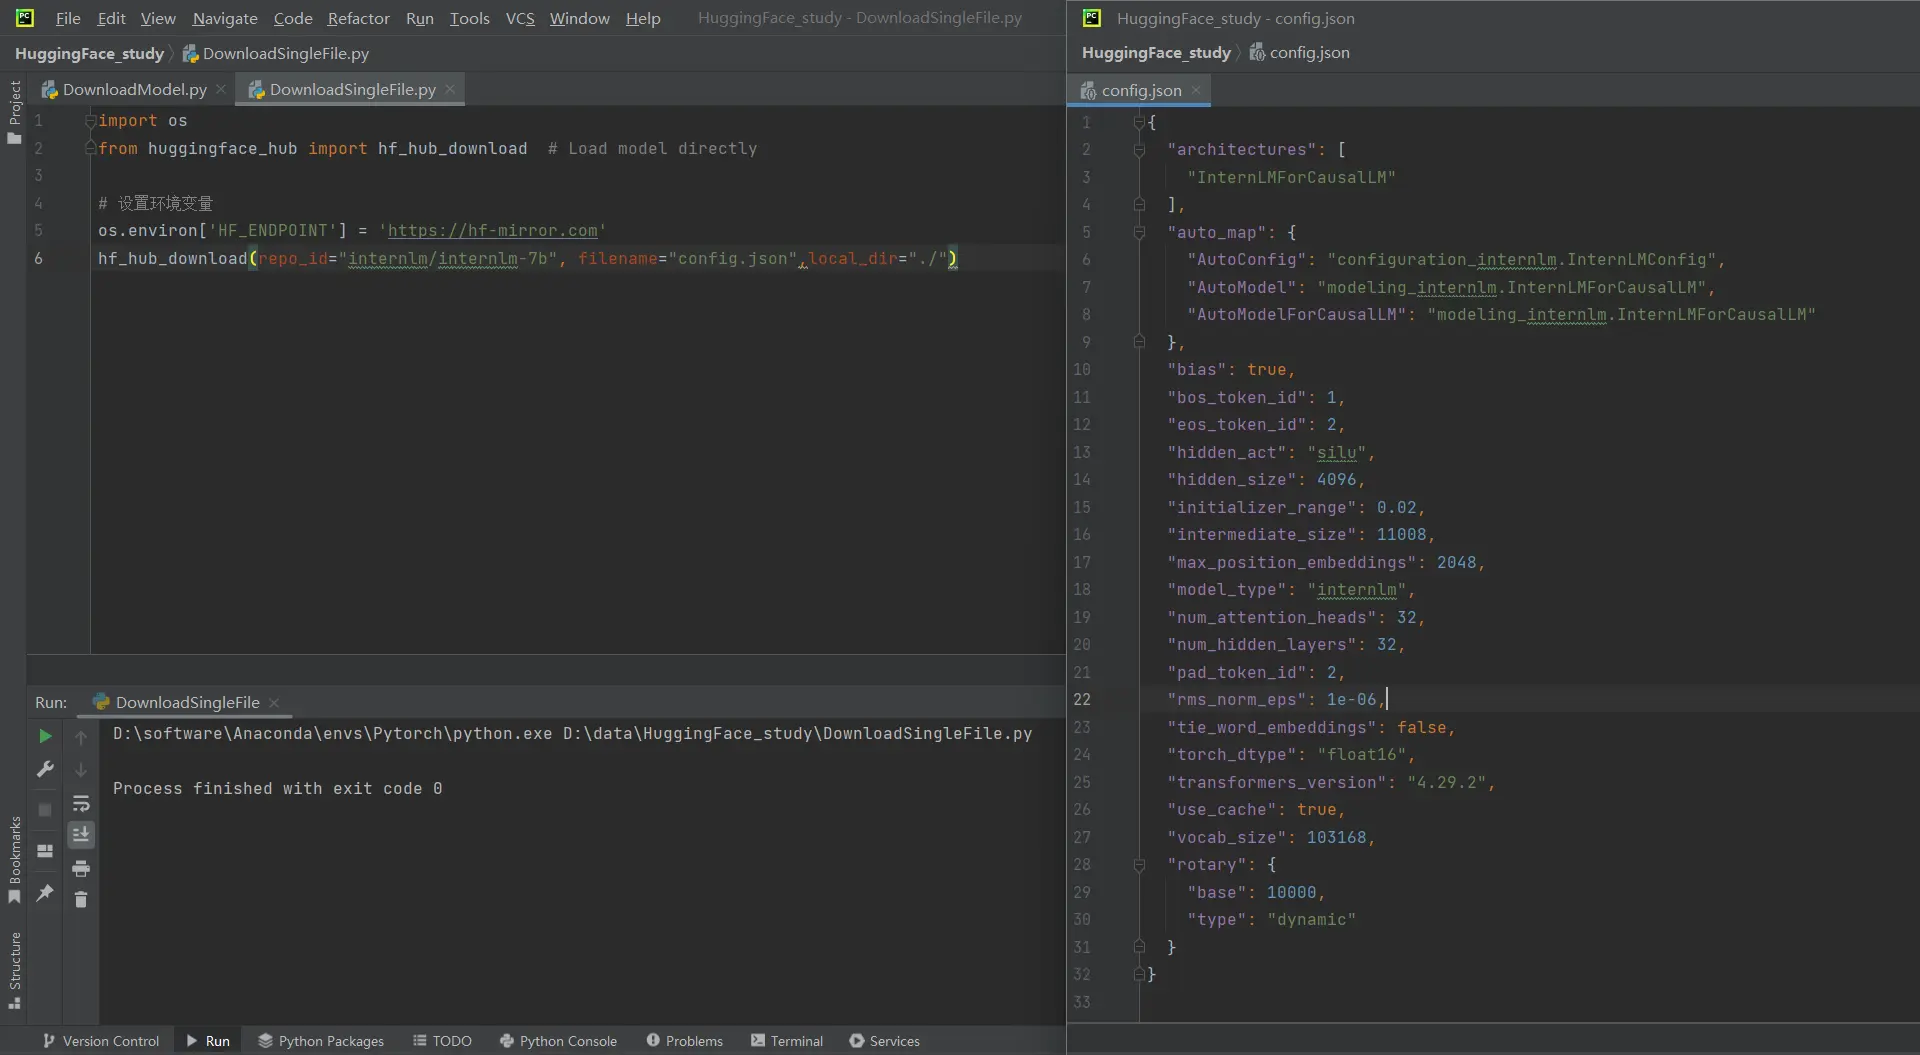 File Edit View Navigate Code Refactor Run Tools VCS Window Help HuggingFace_study - DownloadSingleFile.py
HuggingFace_study DownloadSingleFile.py
DownloadModel.py DownloadSingleFile.py
Project
1 import os
2 from huggingface_hub import hf_hub_download # Load model directly
3
4 # 设置环境变量
5 os.environ['HF_ENDPOINT'] = 'https://hf-mirror.com'
6 hf_hub_download(repo_id="internlm/internlm-7b", filename="config.json",local_dir="./")
Run: DownloadSingleFile
D:\software\Anaconda\envs\Pytorch\python.exe D:\data\HuggingFace_study\DownloadSingleFile.py
Process finished with exit code 0
Bookmarks
Structure
Version Control Run Python Packages TODO Python Console Problems Terminal Services
HuggingFace_study - config.json
HuggingFace_study config.json
config.json
1 {
2 "architectures": [
3 "InternLMForCausalLM"
4 ],
5 "auto_map": {
6 "AutoConfig": "configuration_internlm.InternLMConfig",
7 "AutoModel": "modeling_internlm.InternLMForCausalLM",
8 "AutoModelForCausalLM": "modeling_internlm.InternLMForCausalLM"
9 },
10 "bias": true,
11 "bos_token_id": 1,
12 "eos_token_id": 2,
13 "hidden_act": "silu",
14 "hidden_size": 4096,
15 "initializer_range": 0.02,
16 "intermediate_size": 11008,
17 "max_position_embeddings": 2048,
18 "model_type": "internlm",
19 "num_attention_heads": 32,
20 "num_hidden_layers": 32,
21 "pad_token_id": 2,
22 "rms_norm_eps": 1e-06,
23 "tie_word_embeddings": false,
24 "torch_dtype": "float16",
25 "transformers_version": "4.29.2",
26 "use_cache": true,
27 "vocab_size": 103168,
28 "rotary": {
29 "base": 10000,
30 "type": "dynamic"
31 }
32 }
33